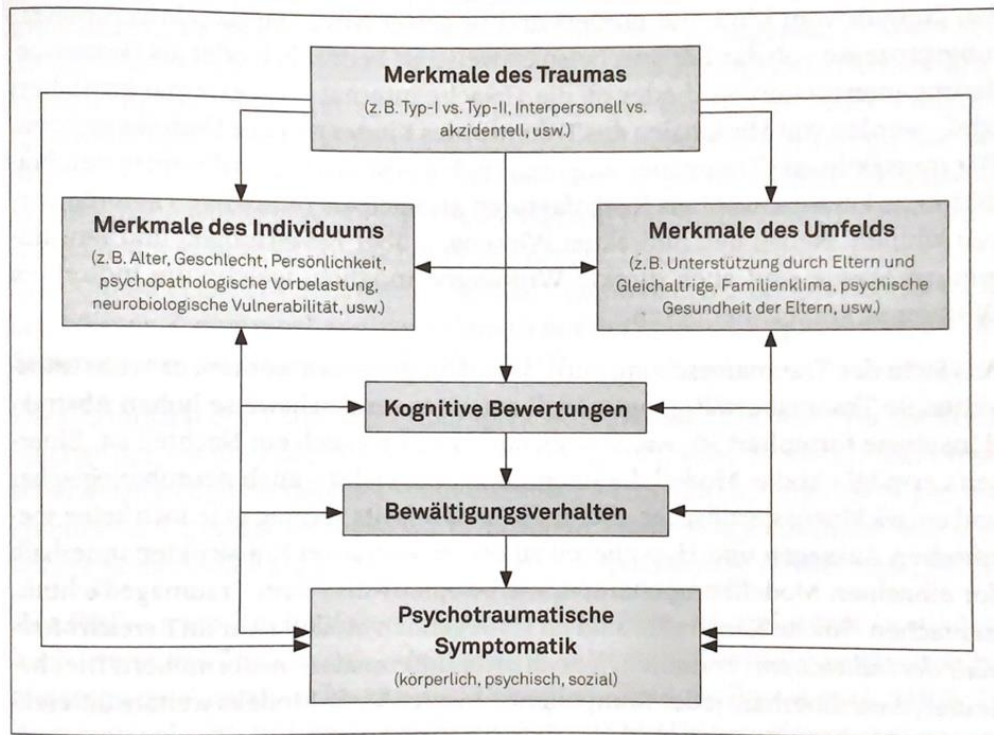 Merkmale des Traumas
(z. B. Typ-I vs. Typ-II, Interpersonell vs.
akzidentell, usw.)
Merkmale des Individuums
(z. B. Alter, Geschlecht, Persönlichkeit,
psychopathologische Vorbelastung,
neurobiologische Vulnerabilität, usw.)
Merkmale des Umfelds
(z. B. Unterstützung durch Eltern und
Gleichaltrige, Familienklima, psychische
Gesundheit der Eltern, usw.)
Kognitive Bewertungen
Bewältigungsverhalten
Psychotraumatische
Symptomatik
(körperlich, psychisch, sozial)